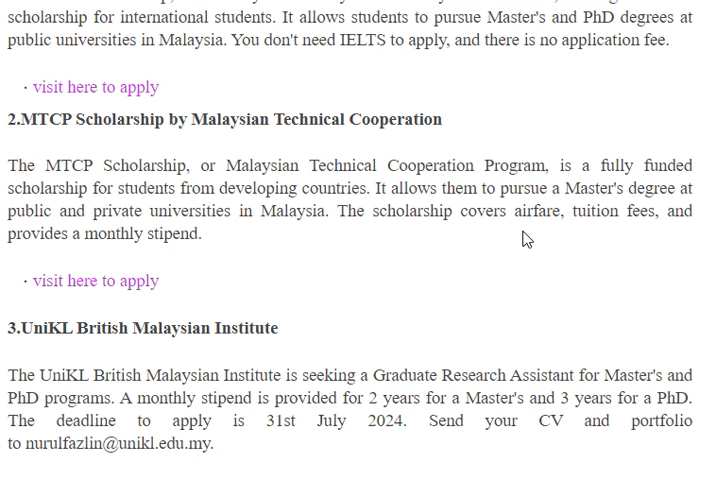 scholarship for international students. It allows students to pursue Master's and PhD degrees at
public universities in Malaysia. You don't need IELTS to apply, and there is no application fee.
· visit here to apply
2.MTCP Scholarship by Malaysian Technical Cooperation
The MTCP Scholarship, or Malaysian Technical Cooperation Program, is a fully funded
scholarship for students from developing countries. It allows them to pursue a Master's degree at
public and private universities in Malaysia. The scholarship covers airfare, tuition fees, and
provides a monthly stipend.
· visit here to apply
3.UniKL British Malaysian Institute
The UniKL British Malaysian Institute is seeking a Graduate Research Assistant for Master's and
PhD programs. A monthly stipend is provided for 2 years for a Master's and 3 years for a PhD.
The deadline to apply is 31st July 2024. Send your CV and portfolio
to nurulfazlin@unikl.edu.my.